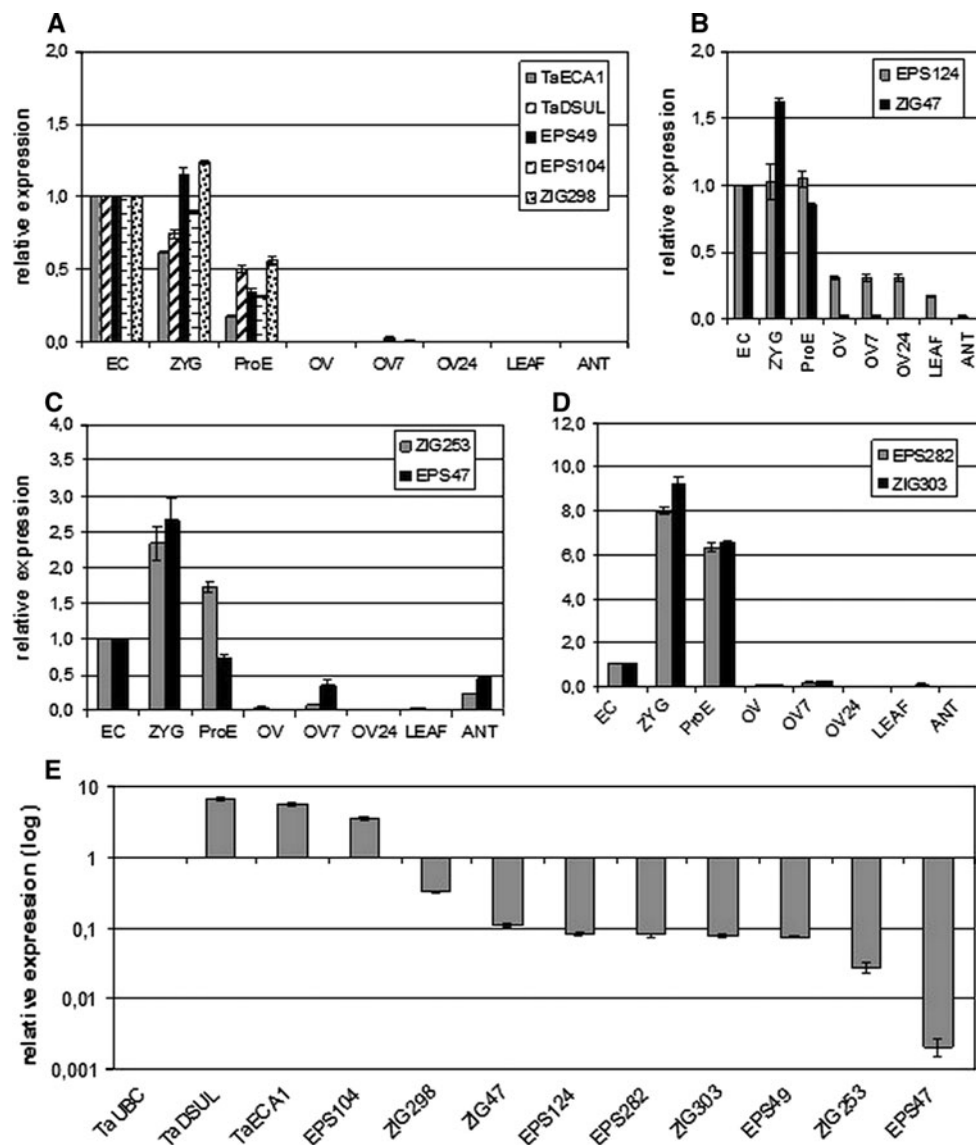 A
relative expression
2,0
1,5
1,0
0,5
0,0
TaECA1
TaDSUL
EPS49
EPS104
ZIG298
EC ZYG ProE OV OV7 OV24 LEAF ANT
B
relative expression
2,0
1,5
1,0
0,5
0,0
EPS124
ZIG47
EC ZYG ProE OV OV7 OV24 LEAF ANT
C
relative expression
4,0
3,5
3,0
2,5
2,0
1,5
1,0
0,5
0,0
ZIG253
EPS47
EC ZYG ProE OV OV7 OV24 LEAF ANT
D
relative expression
12,0
10,0
8,0
6,0
4,0
2,0
0,0
EPS282
ZIG303
EC ZYG ProE OV OV7 OV24 LEAF ANT
E
relative expression (log)
10
1
0,1
0,01
0,001
TaUBC TaDSUL TaECA1 EPS104 ZIG298 ZIG47 EPS124 EPS282 ZIG303 EPS49 ZIG253 EPS47